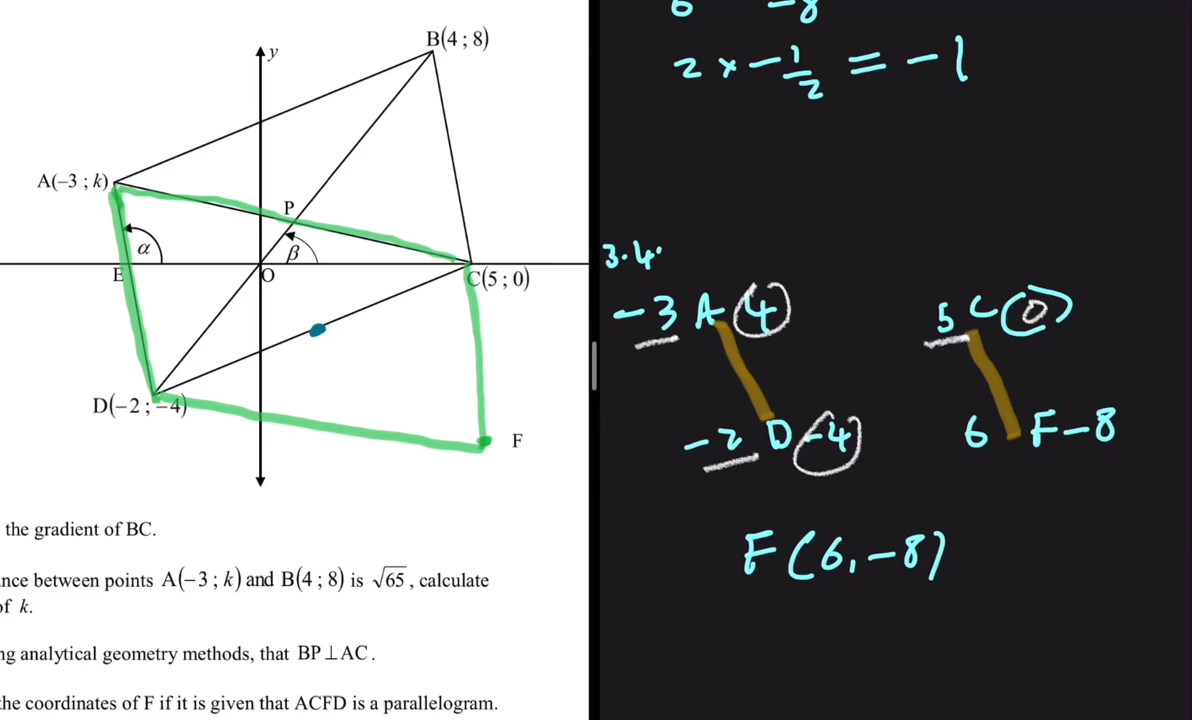 B(4 ; 8)
y
A(−3 ; k)
P
α
β
E
O
C(5 ; 0)
D(−2 ; −4)
F
the gradient of BC.
nce between points A(−3 ; k) and B(4 ; 8) is √65 , calculate
of k.
ng analytical geometry methods, that BP ⊥ AC .
the coordinates of F if it is given that ACFD is a parallelogram.
6 −8
2 × −1/2 = −1
3.4
−3 A 4 5 C 0
−2 D −4 6 F −8
F(6, −8)